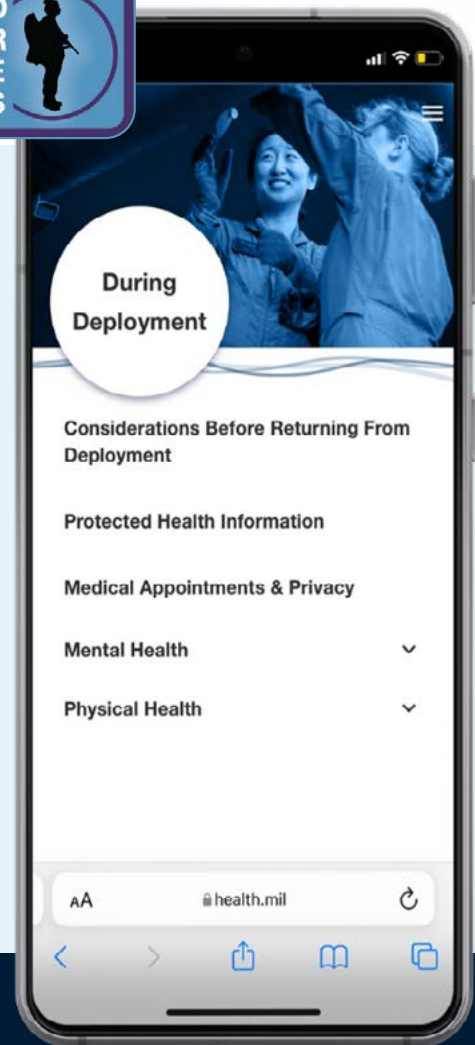 During
Deployment
Considerations Before Returning From
Deployment
Protected Health Information
Medical Appointments & Privacy
Mental Health
Physical Health
AA
health.mil